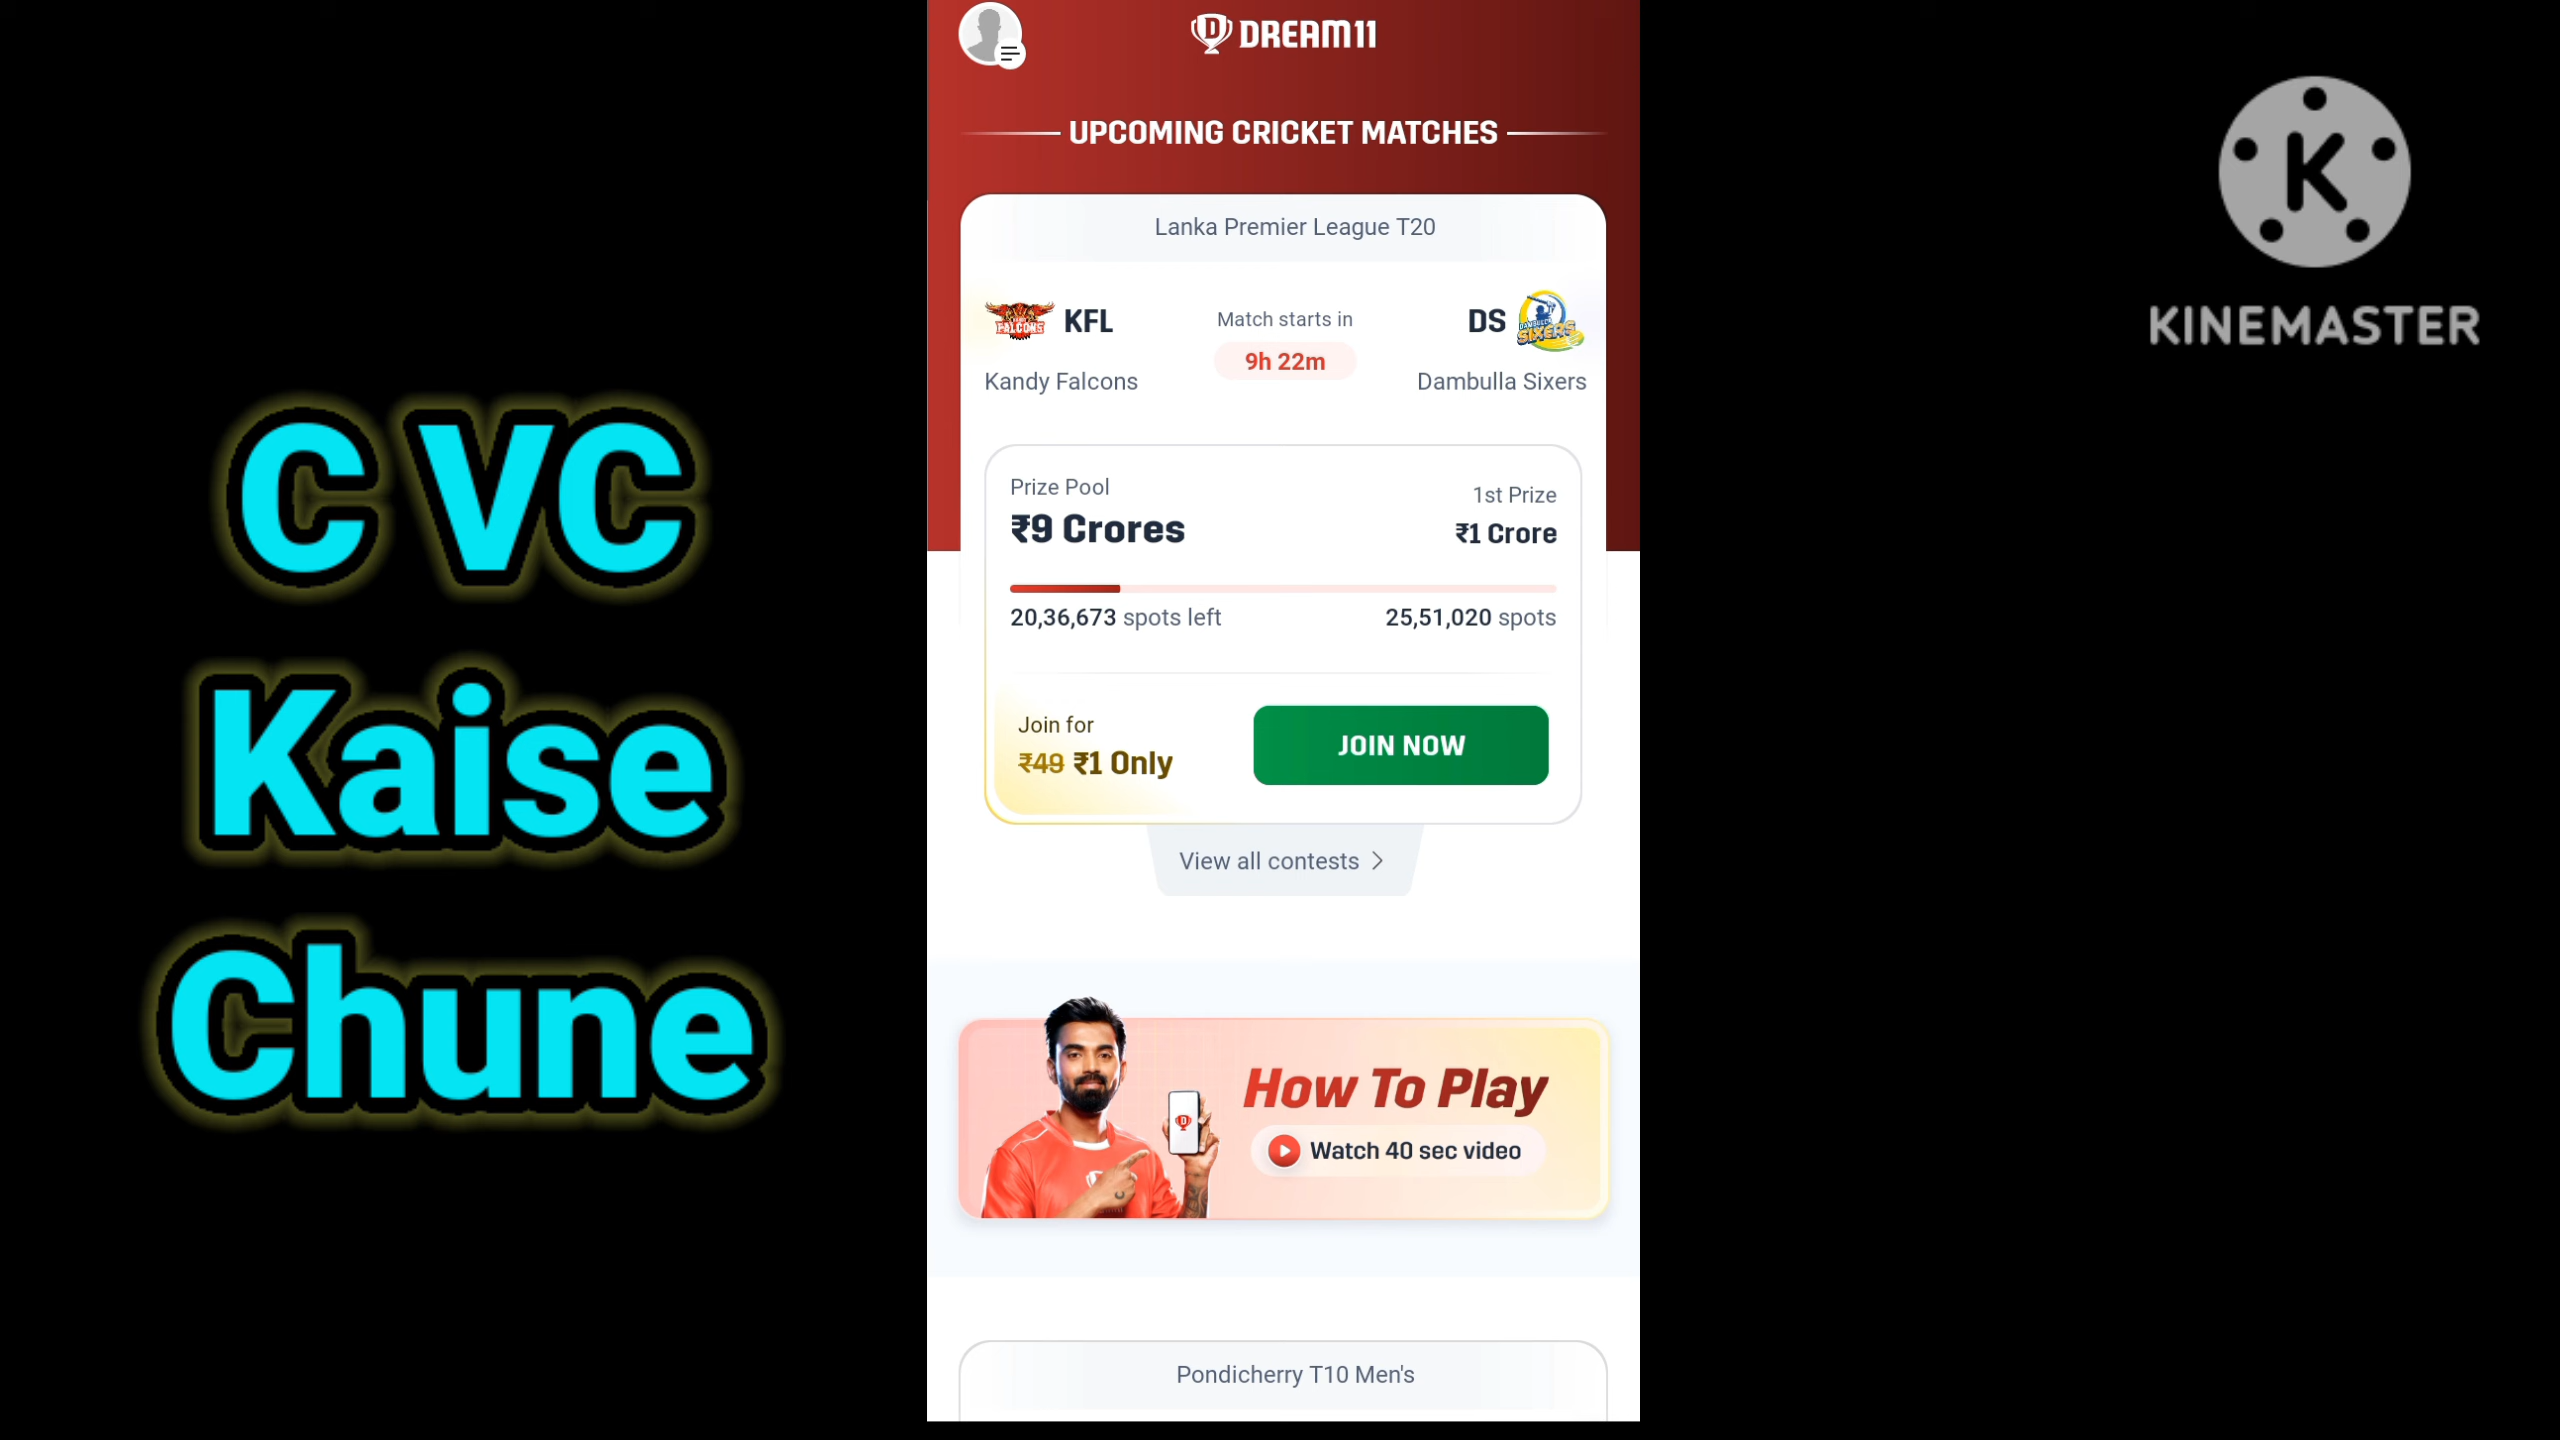 DREAM11
UPCOMING CRICKET MATCHES
Lanka Premier League T20
FALCONS KFL
Match starts in
DS DAMBULLA SIXERS
9h 22m
Kandy Falcons
Dambulla Sixers
Prize Pool
1st Prize
₹9 Crores
₹1 Crore
20,36,673 spots left
25,51,020 spots
Join for
₹49 ₹1 Only
JOIN NOW
View all contests >
How To Play
Watch 40 sec video
Pondicherry T10 Men's
C VC
Kaise
Chune
K
KINEMASTER